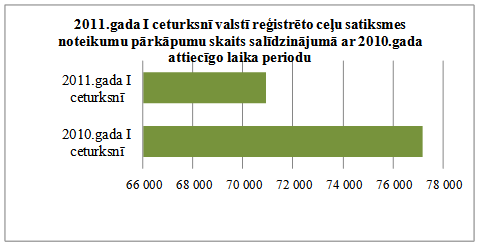 2011.gada I ceturksnī valstī reģistrēto ceļu satiksmes
noteikumu pārkāpumu skaits salīdzinājumā ar 2010.gada
attiecīgo laika periodu
2011.gada I
ceturksnī
2010.gada I
ceturksnī
66 000 68 000 70 000 72 000 74 000 76 000 78 000